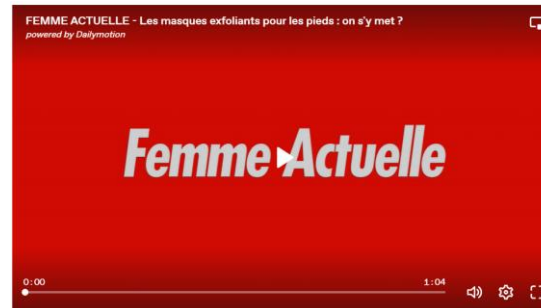 FEMME ACTUELLE - Les masques exfoliants pour les pieds : on s'y met ?
powered by Dailymotion
Femme Actuelle
0:00
1:04